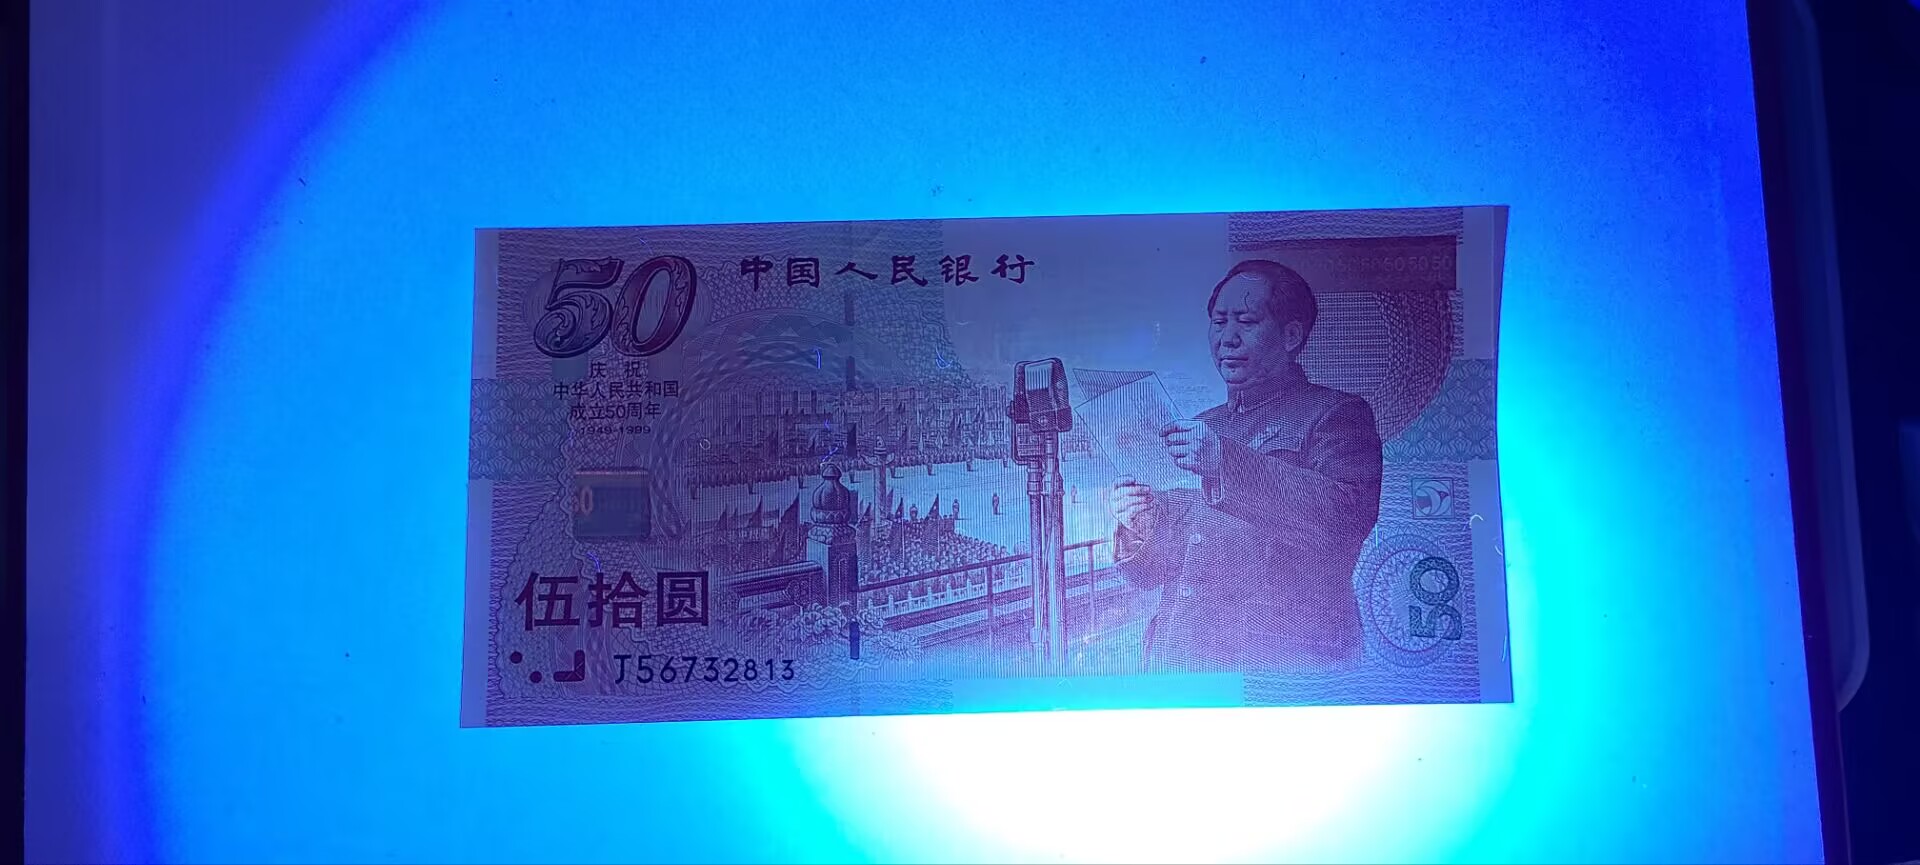 50
中国人民银行
庆祝
中华人民共和国
成立50周年
1949-1999
伍拾圆
J56732813
50